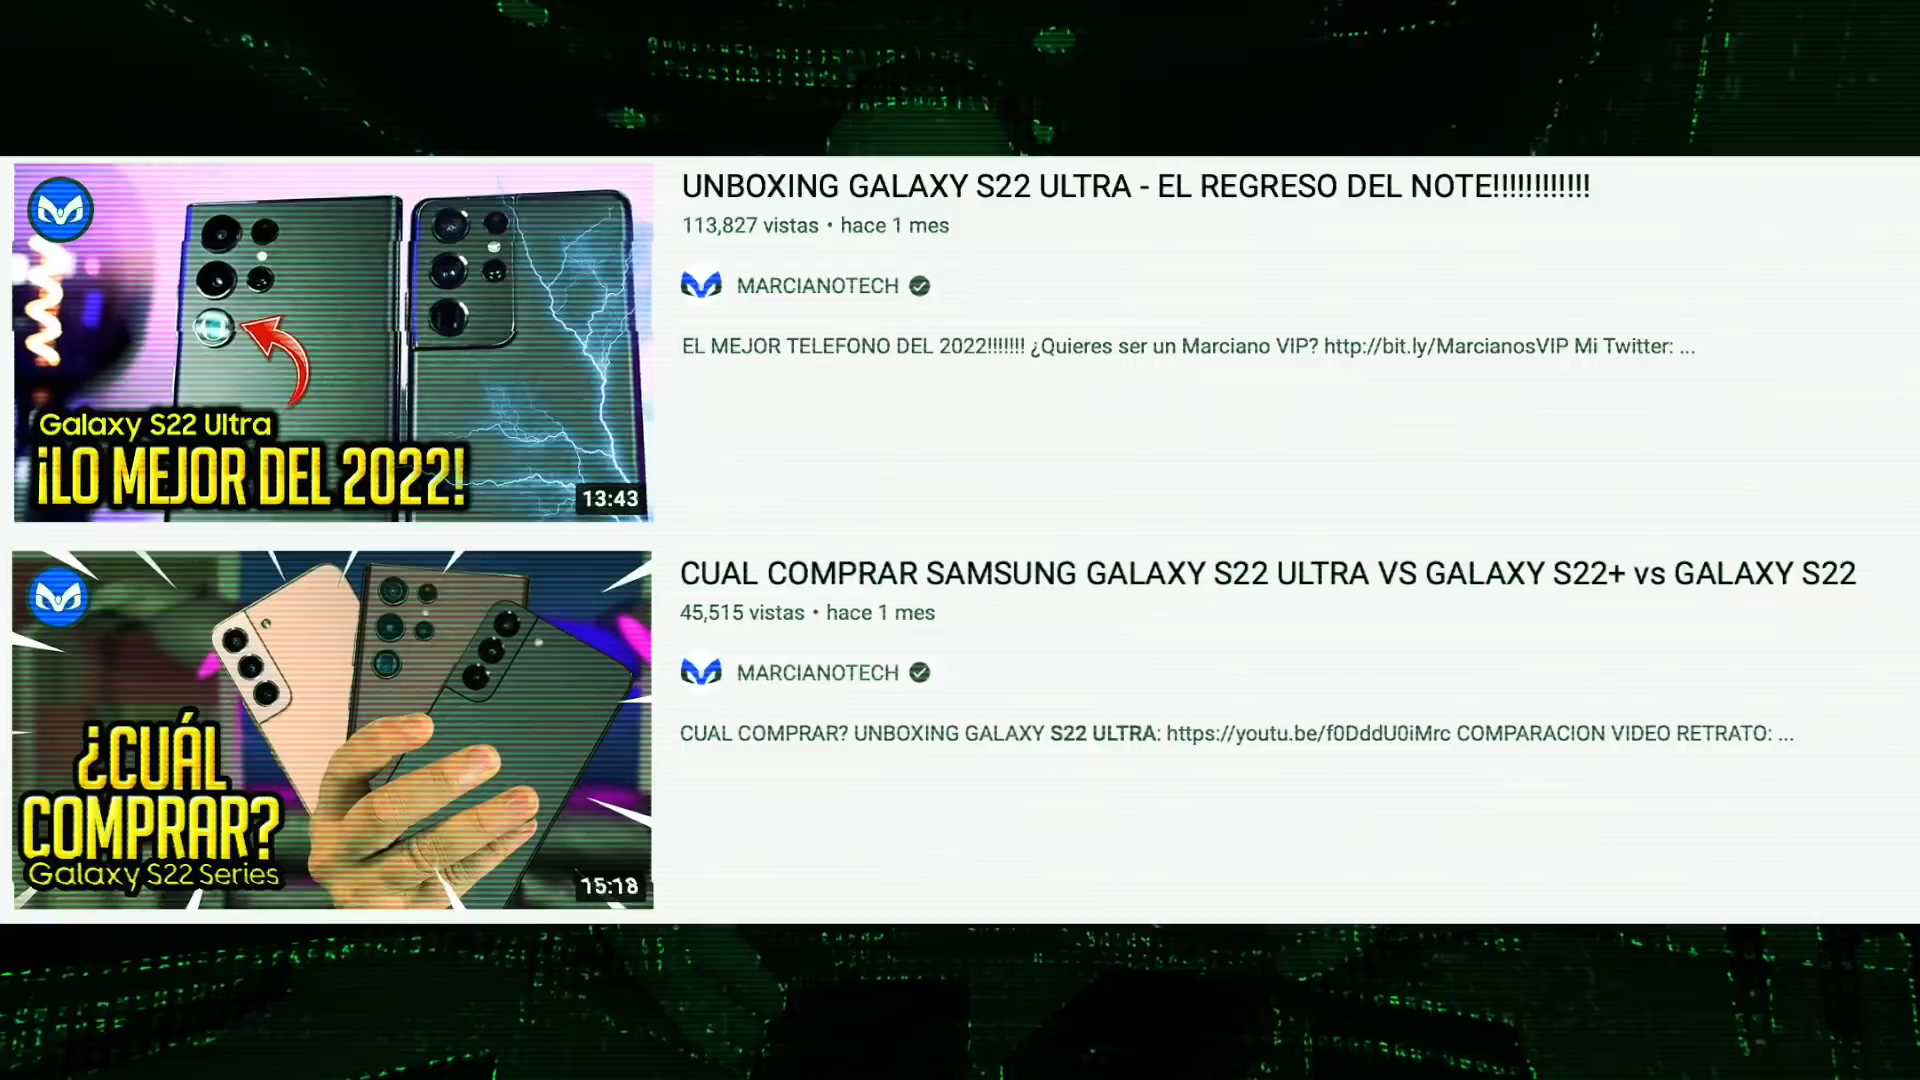 UNBOXING GALAXY S22 ULTRA - EL REGRESO DEL NOTE!!!!!!!!!!!!
113,827 vistas • hace 1 mes
MARCIANOTECH
EL MEJOR TELEFONO DEL 2022!!!!!!! ¿Quieres ser un Marciano VIP? http://bit.ly/MarcianosVIP Mi Twitter: ...
Galaxy S22 Ultra
¡LO MEJOR DEL 2022!
13:43
CUAL COMPRAR SAMSUNG GALAXY S22 ULTRA VS GALAXY S22+ vs GALAXY S22
45,515 vistas • hace 1 mes
MARCIANOTECH
CUAL COMPRAR? UNBOXING GALAXY S22 ULTRA: https://youtu.be/f0DddU0iMrc COMPARACION VIDEO RETRATO: ...
¿CUÁL
COMPRAR?
Galaxy S22 Series
15:18